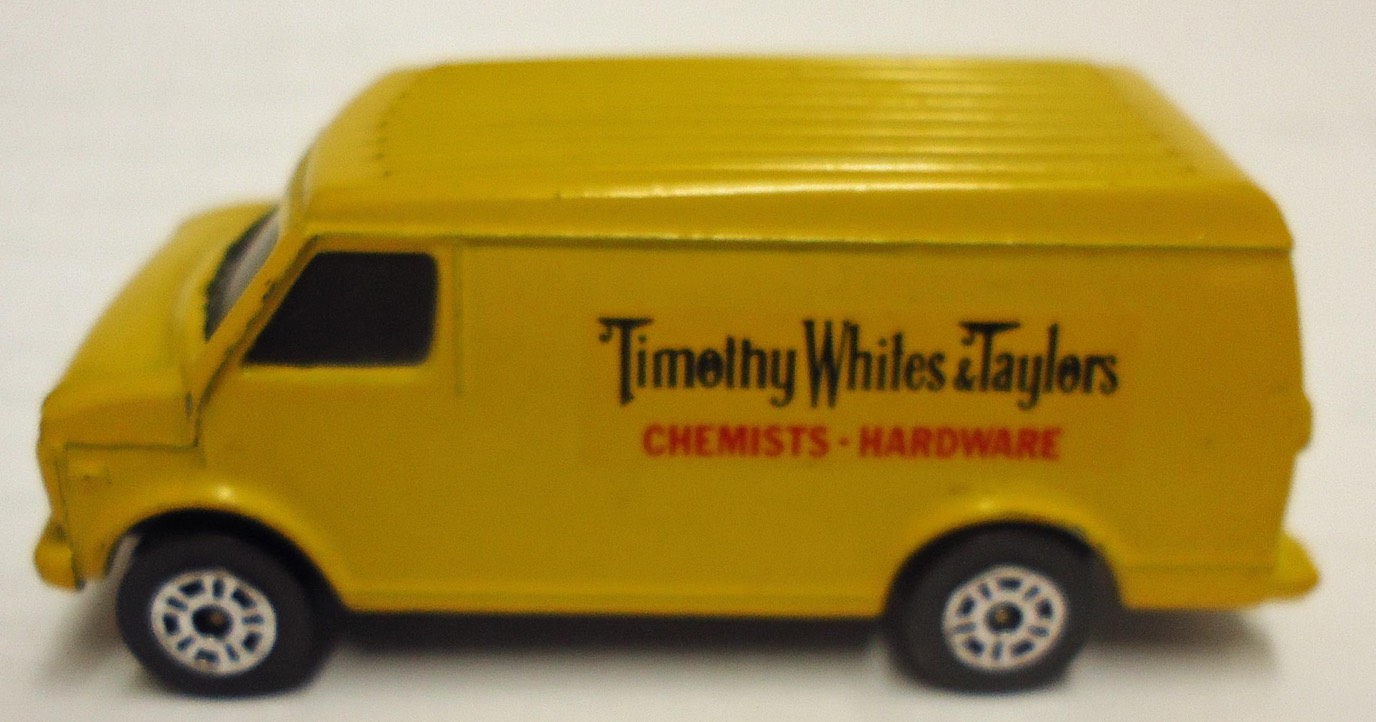 Timothy Whites & Taylors
CHEMISTS - HARDWARE